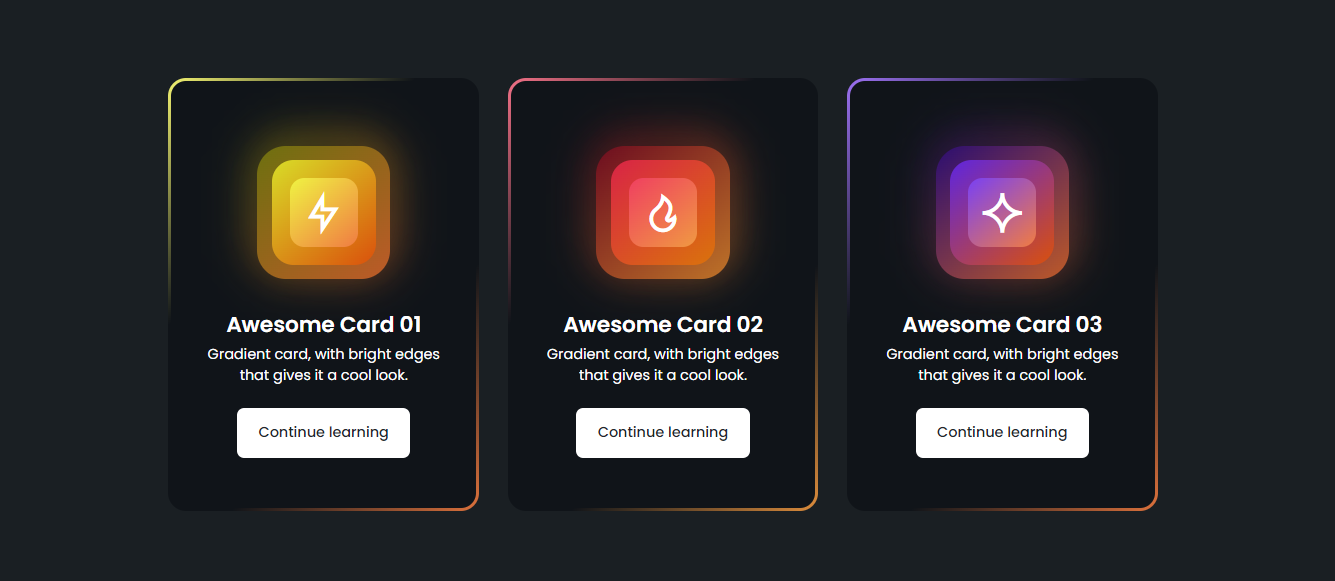 Awesome Card 01
Gradient card, with bright edges
that gives it a cool look.
Continue learning
Awesome Card 02
Gradient card, with bright edges
that gives it a cool look.
Continue learning
Awesome Card 03
Gradient card, with bright edges
that gives it a cool look.
Continue learning